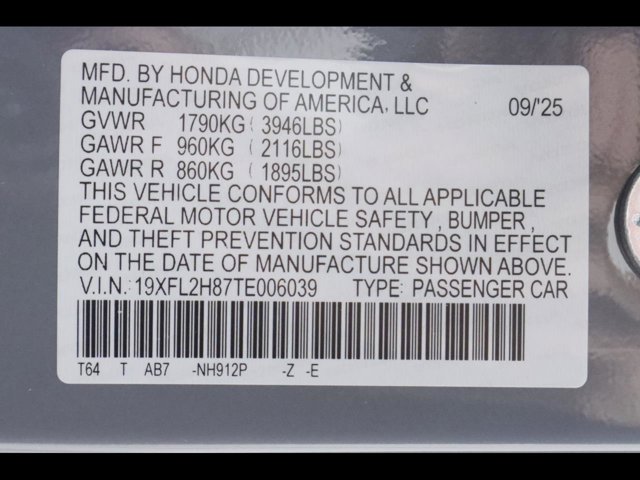 MFD. BY HONDA DEVELOPMENT &
MANUFACTURING OF AMERICA, LLC 09/'25
GVWR 1790KG ( 3946LBS)
GAWR F 960KG ( 2116LBS)
GAWR R 860KG ( 1895LBS)
THIS VEHICLE CONFORMS TO ALL APPLICABLE
FEDERAL MOTOR VEHICLE SAFETY , BUMPER ,
AND THEFT PREVENTION STANDARDS IN EFFECT
ON THE DATE OF MANUFACTURE SHOWN ABOVE.
V.I.N: 19XFL2H87TE006039 TYPE: PASSENGER CAR
T64 T AB7 -NH912P -Z -E